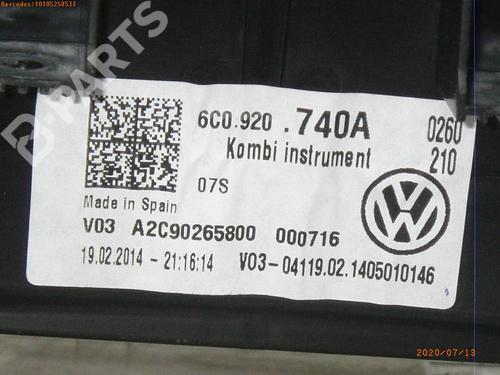 Barcodes:10105258537
B-PARTS
6C0.920 .740A 0260
Kombi instrument 210
07S
Made in Spain
V03 A2C90265800 000716
19.02.2014 - 21:16:14 V03-04119.02.1405010146
2020/07/13